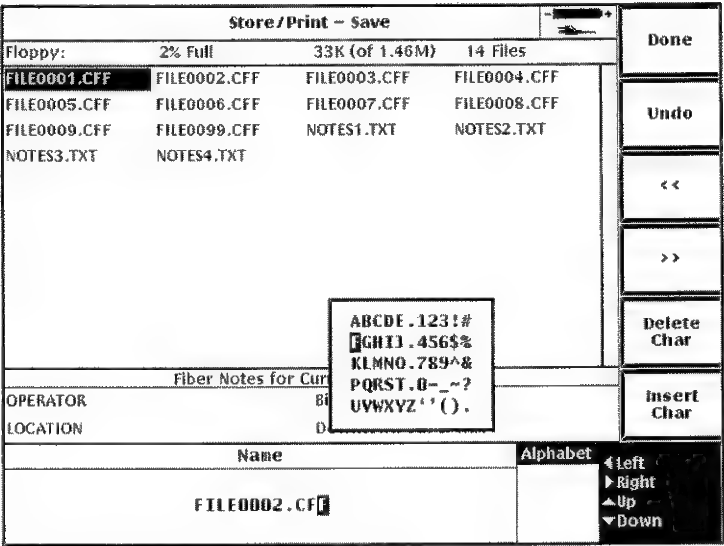 Store/Print - Save
- +
Done
Floppy: 2% Full 33K (of 1.46M) 14 Files
FILE0001.CFF FILE0002.CFF FILE0003.CFF FILE0004.CFF
FILE0005.CFF FILE0006.CFF FILE0007.CFF FILE0008.CFF
Undo
FILE0009.CFF FILE0099.CFF NOTES1.TXT NOTES2.TXT
NOTES3.TXT NOTES4.TXT
<<
>>
ABCDE.123!#
FGHIJ.456$%
KLMNO.789^&
PQRST.0-_~?
UVWXYZ''().
Delete
Char
Fiber Notes for Cur
OPERATOR Bi
LOCATION D
Insert
Char
Name
Alphabet
FILE0002.CFF
Left
Right
Up
Down